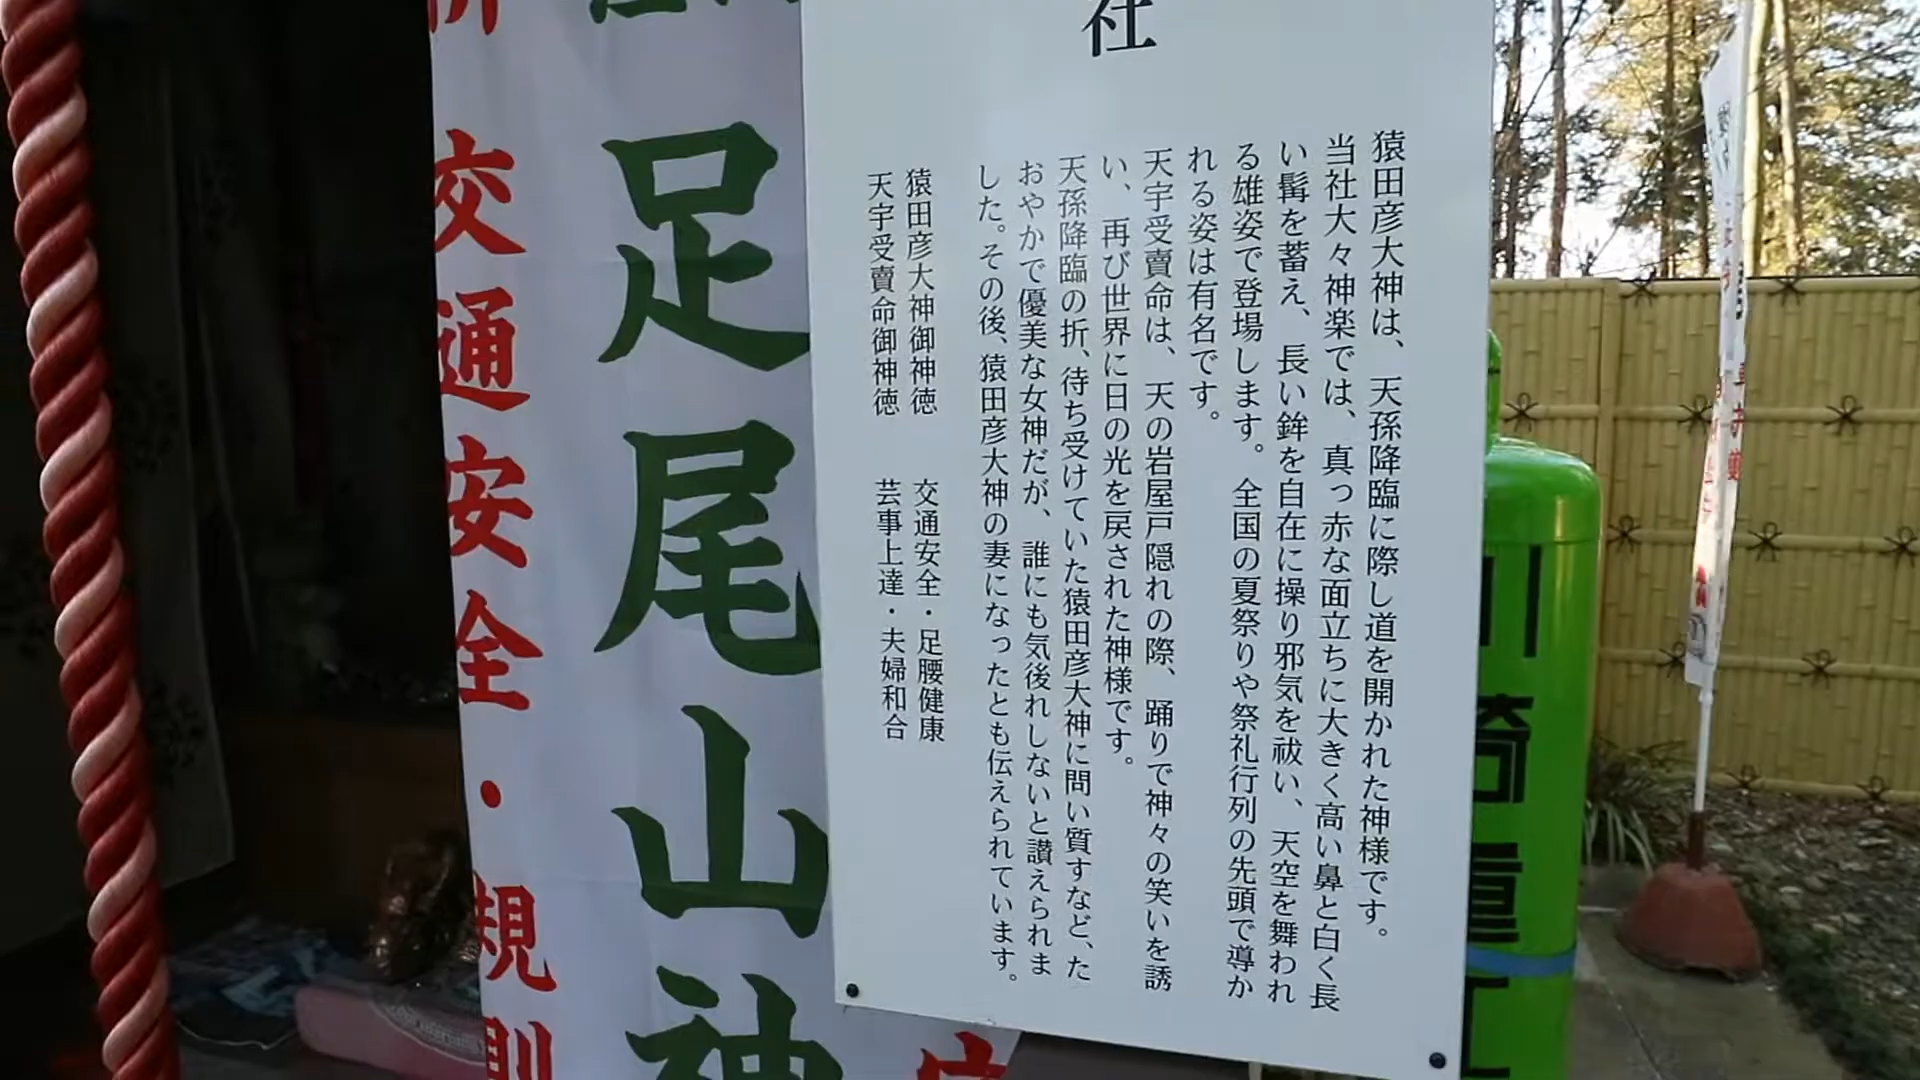 社
猿田彦大神は、天孫降臨に際し道を開かれた神様です。
当社大々神楽では、真っ赤な面立ちに大きく高い鼻と白く長
い髯を蓄え、長い鉾を自在に操り邪気を祓い、天空を舞われ
る雄姿で登場します。全国の夏祭りや祭礼行列の先頭で導か
れる姿は有名です。
天宇受賣命は、天の岩屋戸隠れの際、踊りで神々の笑いを誘
い、再び世界に日の光を戻された神様です。
天孫降臨の折、待ち受けていた猿田彦大神に問い質すなど、た
おやかで優美な女神だが、誰にも気後れしないと讃えられま
した。その後、猿田彦大神の妻になったとも伝えられています。
猿田彦大神御神徳 交通安全・足腰健康
天宇受賣命御神徳 芸事上達・夫婦和合
足尾山神
交通安全・規則